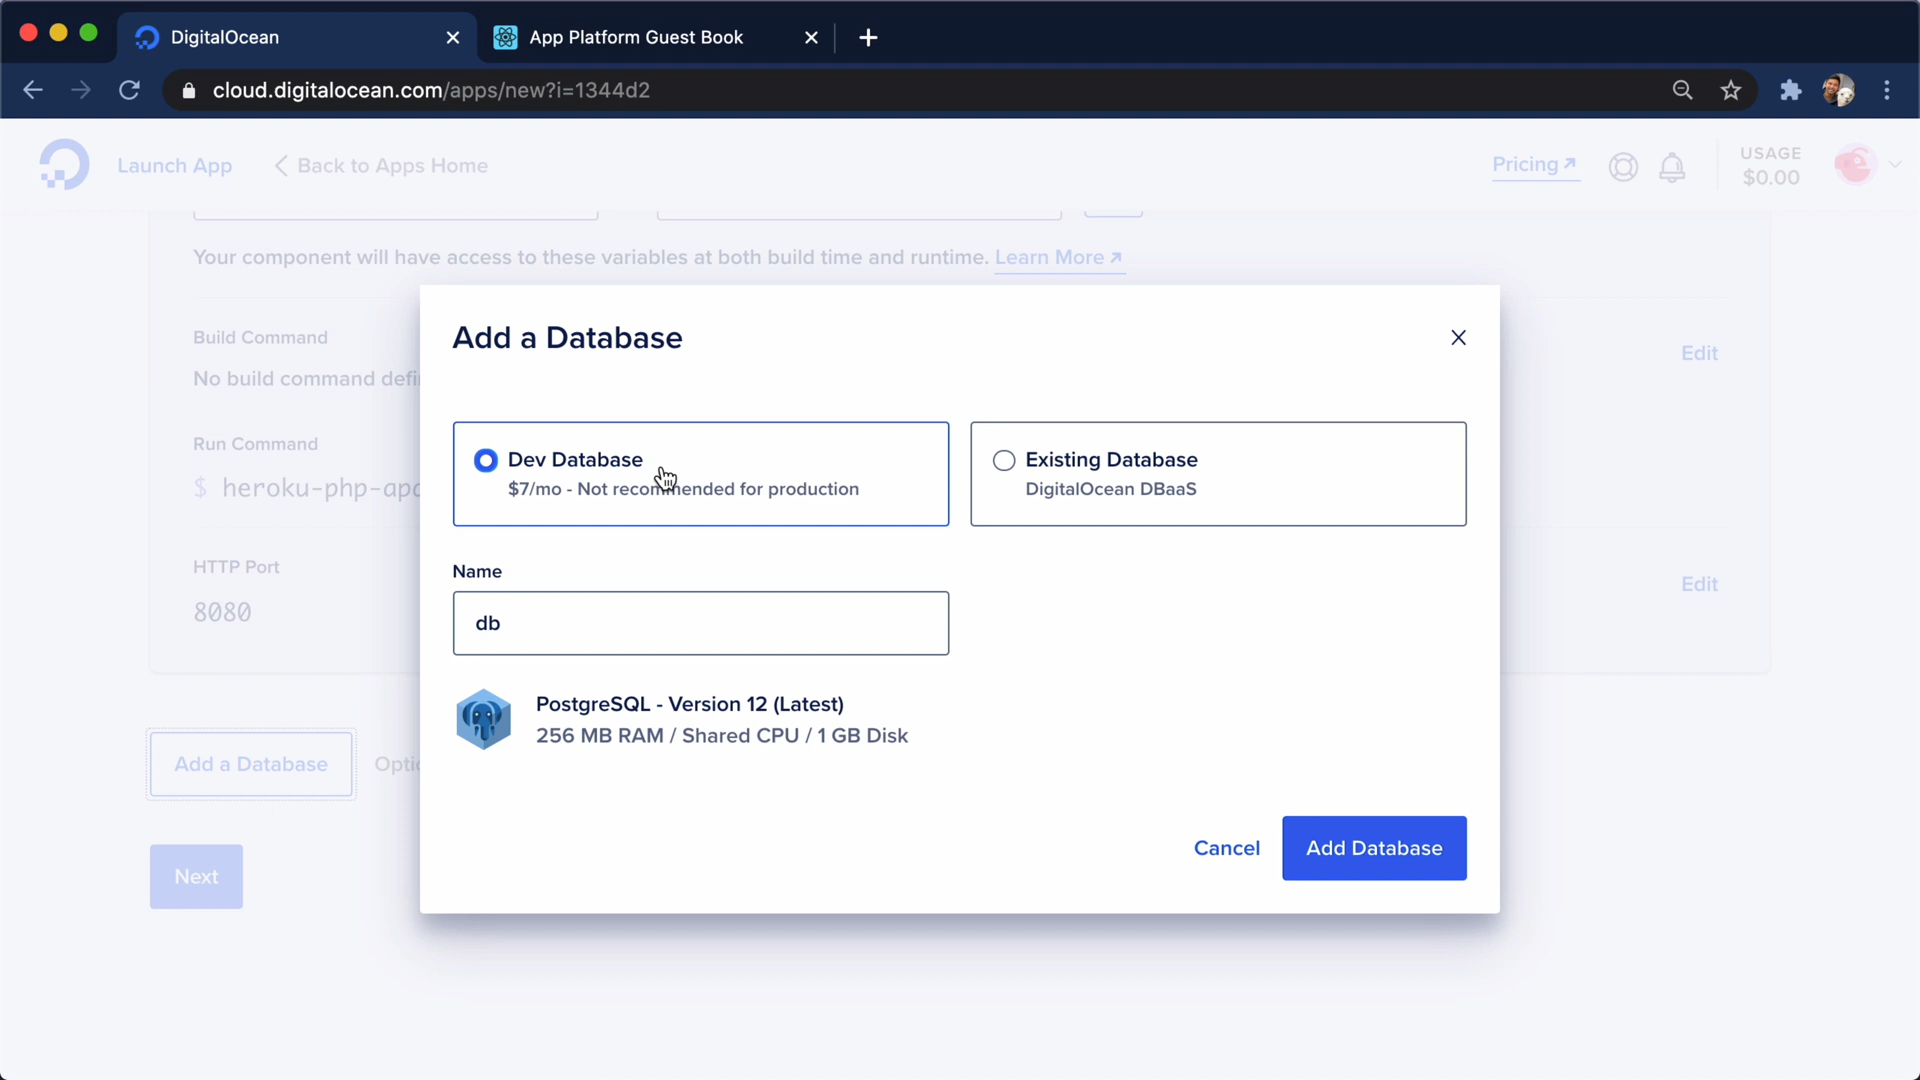 DigitalOcean
App Platform Guest Book
cloud.digitalocean.com/apps/new?i=1344d2
Launch App
Back to Apps Home
Pricing
USAGE
$0.00
Your component will have access to these variables at both build time and runtime. Learn More
Build Command
No build command
Edit
Run Command
$ heroku-php-apa
HTTP Port
8080
Edit
Add a Database
Next
Add a Database
Dev Database
$7/mo - Not recommended for production
Existing Database
DigitalOcean DBaaS
Name
db
PostgreSQL - Version 12 (Latest)
256 MB RAM / Shared CPU / 1 GB Disk
Cancel
Add Database